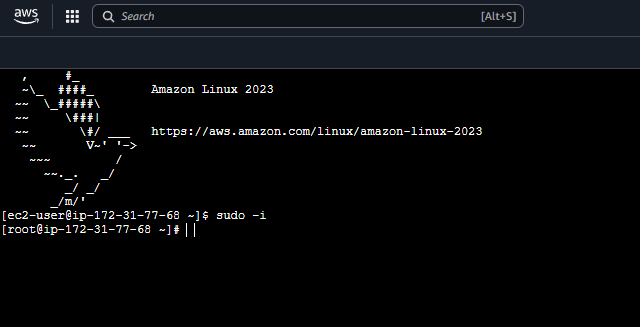 aws
Search [Alt+S]
   ,     #_
   ~\_  ####_        Amazon Linux 2023
  ~~  \_#####\
  ~~     \###|
  ~~       \#/ ___   https://aws.amazon.com/linux/amazon-linux-2023
   ~~       V~' '->
    ~~~         /
      ~~._.   _/
         _/ _/
       _/m/'
[ec2-user@ip-172-31-77-68 ~]$ sudo -i
[root@ip-172-31-77-68 ~]#